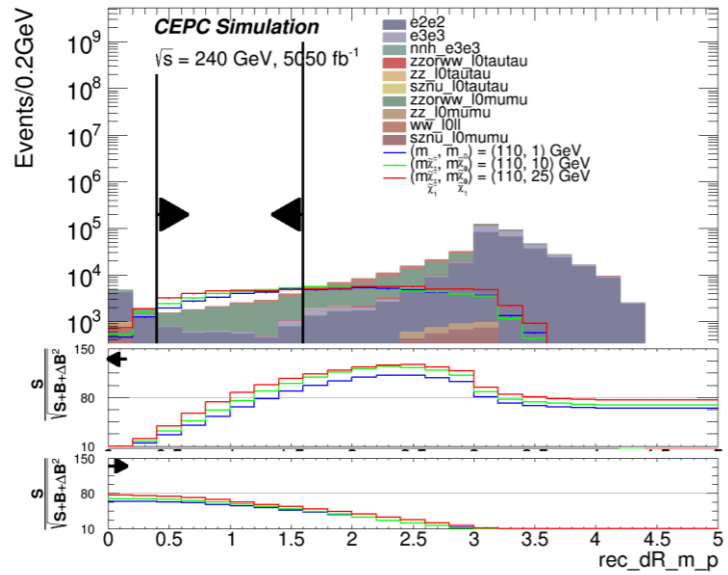 CEPC Simulation
√s = 240 GeV, 5050 fb⁻¹
Events/0.2GeV
10⁹
10⁸
10⁷
10⁶
10⁵
10⁴
10³
e2e2
e3e3
nnh_e3e3
zzorww_l0tautau
zz_l0tautau
sznu_l0tautau
zzorww_l0mumu
zz_l0mumu
ww_l0ll
sznu_l0mumu
= (110, 1) GeV
= (110, 10) GeV
= (110, 25) GeV
S/√S+B+ΔB²
150
80
10
S/√S+B+ΔB²
150
80
10
0 0.5 1 1.5 2 2.5 3 3.5 4 4.5 5
rec_dR_m_p